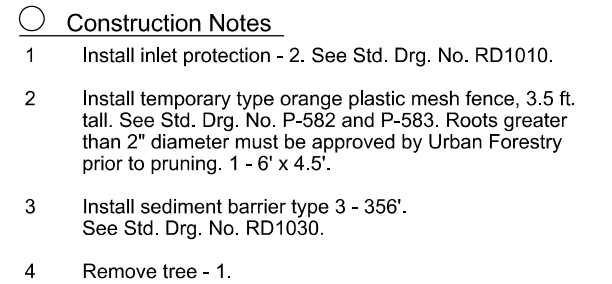 Construction Notes
1 Install inlet protection - 2. See Std. Drg. No. RD1010.
2 Install temporary type orange plastic mesh fence, 3.5 ft.
tall. See Std. Drg. No. P-582 and P-583. Roots greater
than 2" diameter must be approved by Urban Forestry
prior to pruning. 1 - 6' x 4.5'.
3 Install sediment barrier type 3 - 356'.
See Std. Drg. No. RD1030.
4 Remove tree - 1.